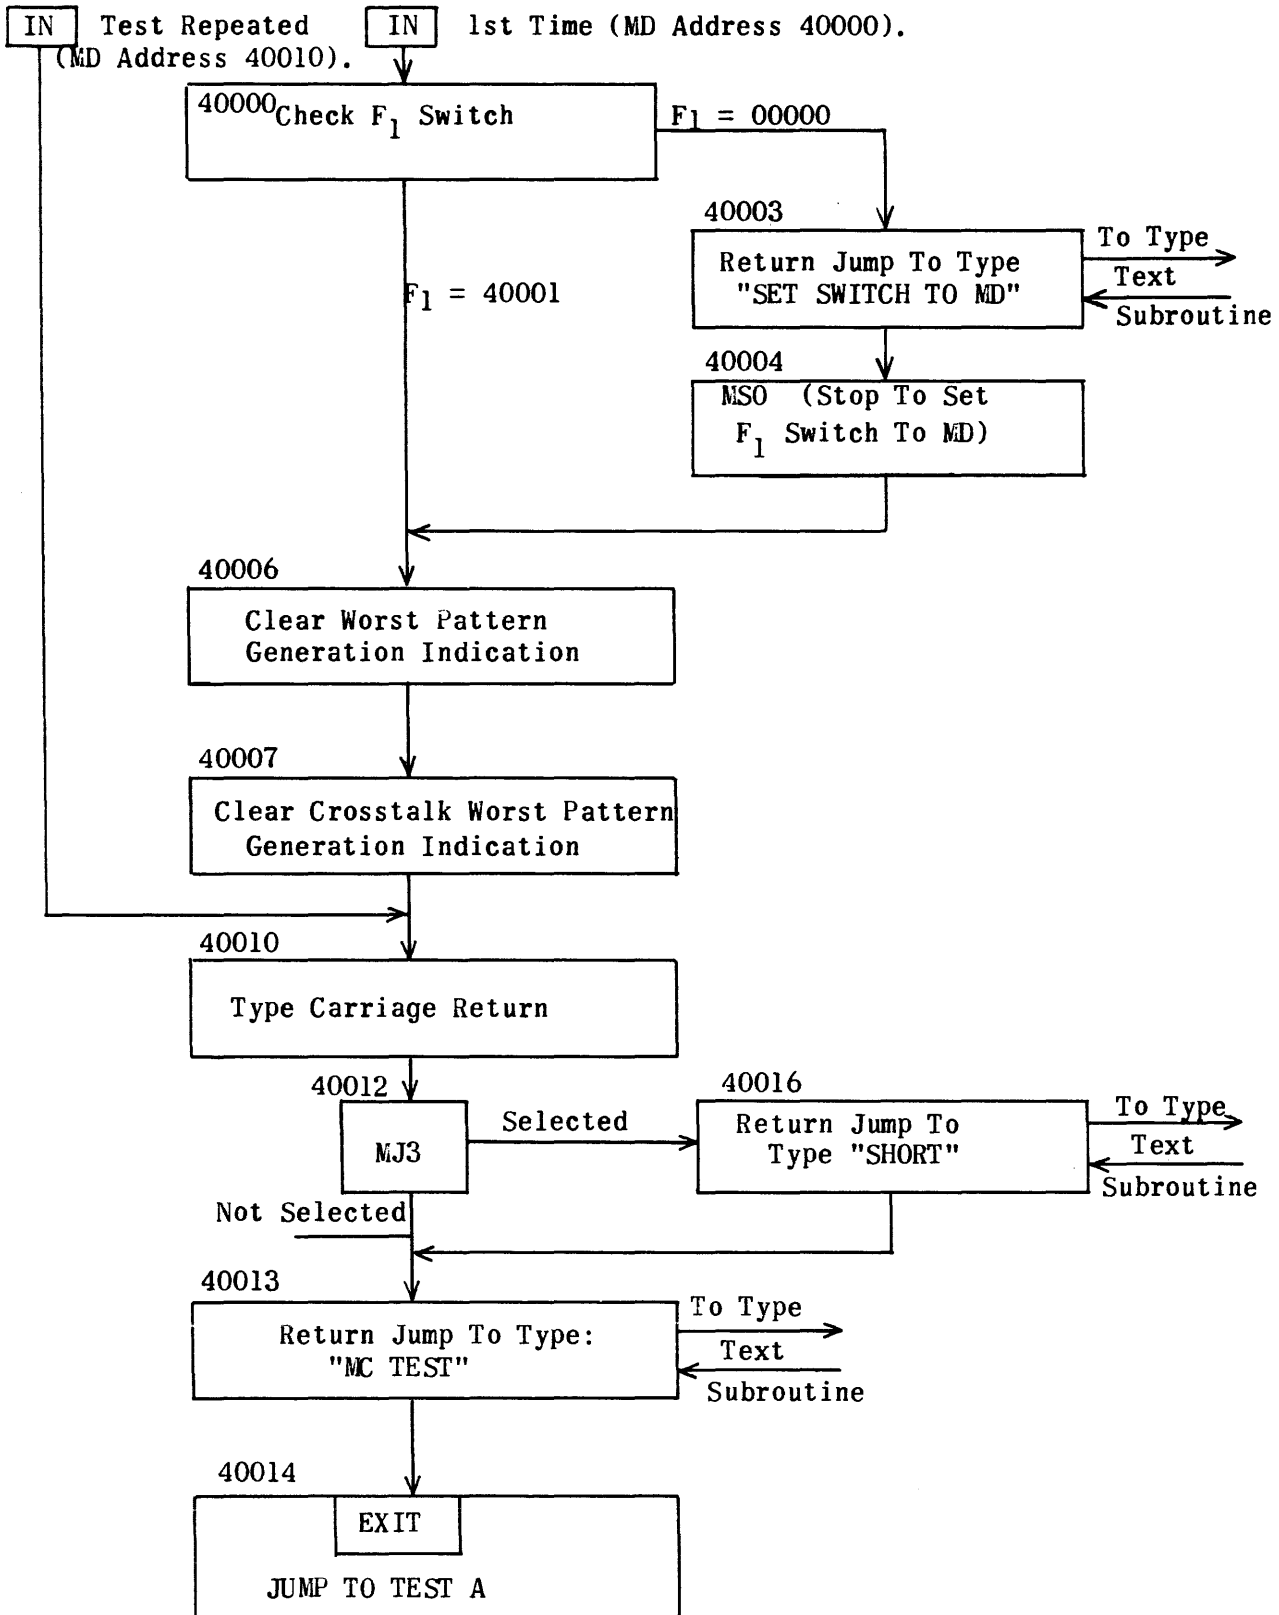 IN Test Repeated
(MD Address 40010).
IN 1st Time (MD Address 40000).
40000 Check F1 Switch
F1 = 00000
40003
Return Jump To Type
"SET SWITCH TO MD"
To Type
Text
Subroutine
F1 = 40001
40004
MSO (Stop To Set
F1 Switch To MD)
40006
Clear Worst Pattern
Generation Indication
40007
Clear Crosstalk Worst Pattern
Generation Indication
40010
Type Carriage Return
40012
MJ3
Selected
40016
Return Jump To
Type "SHORT"
To Type
Text
Subroutine
Not Selected
40013
Return Jump To Type:
"MC TEST"
To Type
Text
Subroutine
40014
EXIT
JUMP TO TEST A